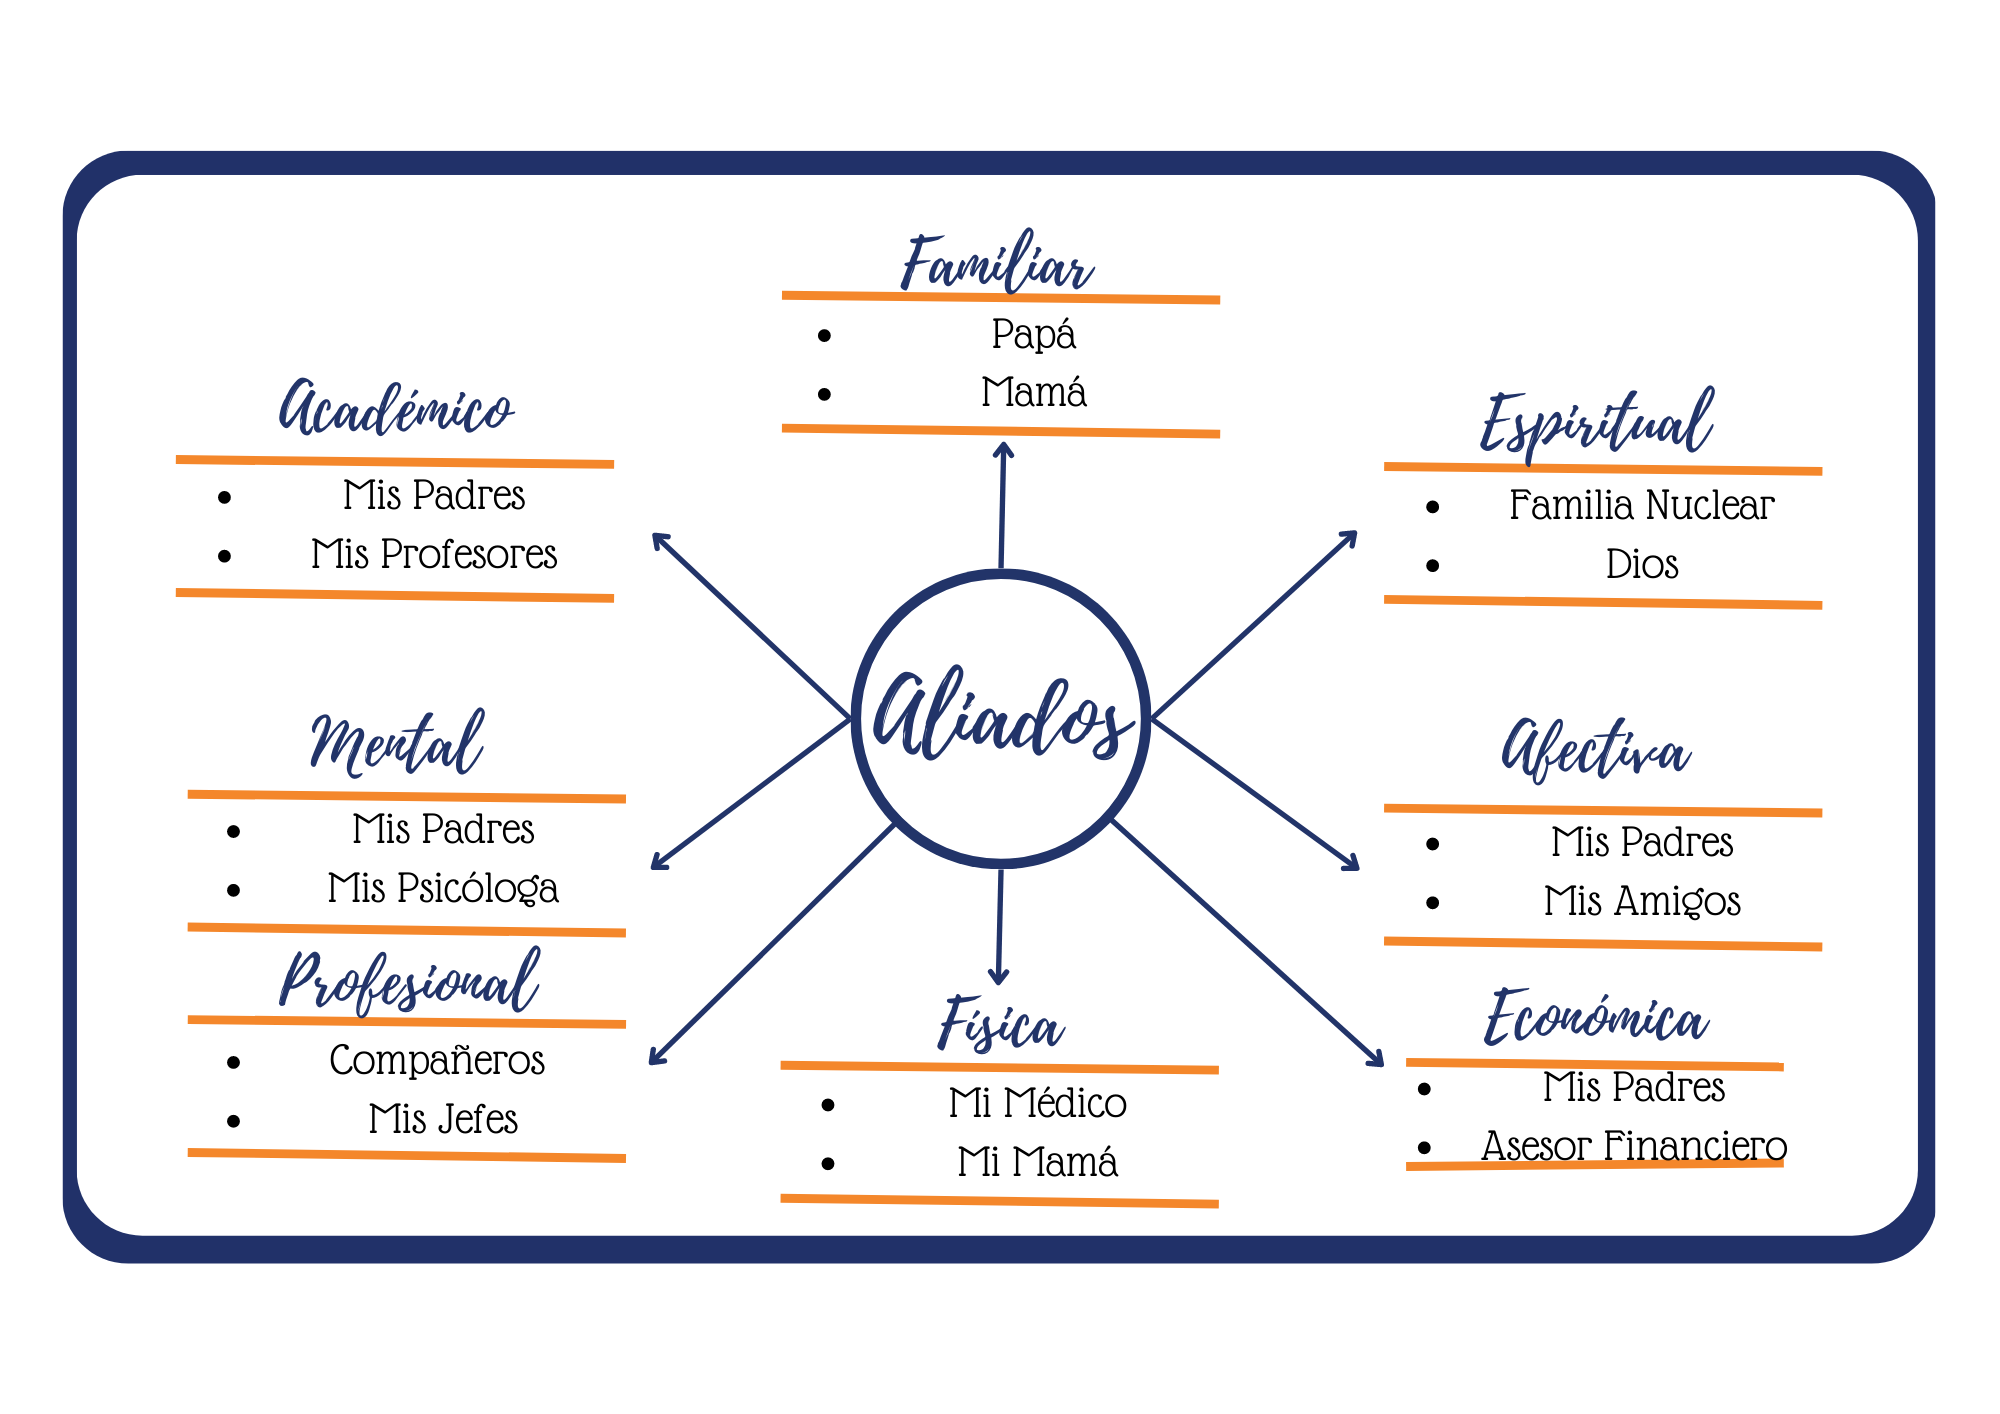 Familiar
Papá
Mamá
Académico
Mis Padres
Mis Profesores
Espiritual
Familia Nuclear
Dios
Aliados
Mental
Mis Padres
Mis Psicóloga
Afectiva
Mis Padres
Mis Amigos
Profesional
Compañeros
Mis Jefes
Física
Mi Médico
Mi Mamá
Económica
Mis Padres
Asesor Financiero